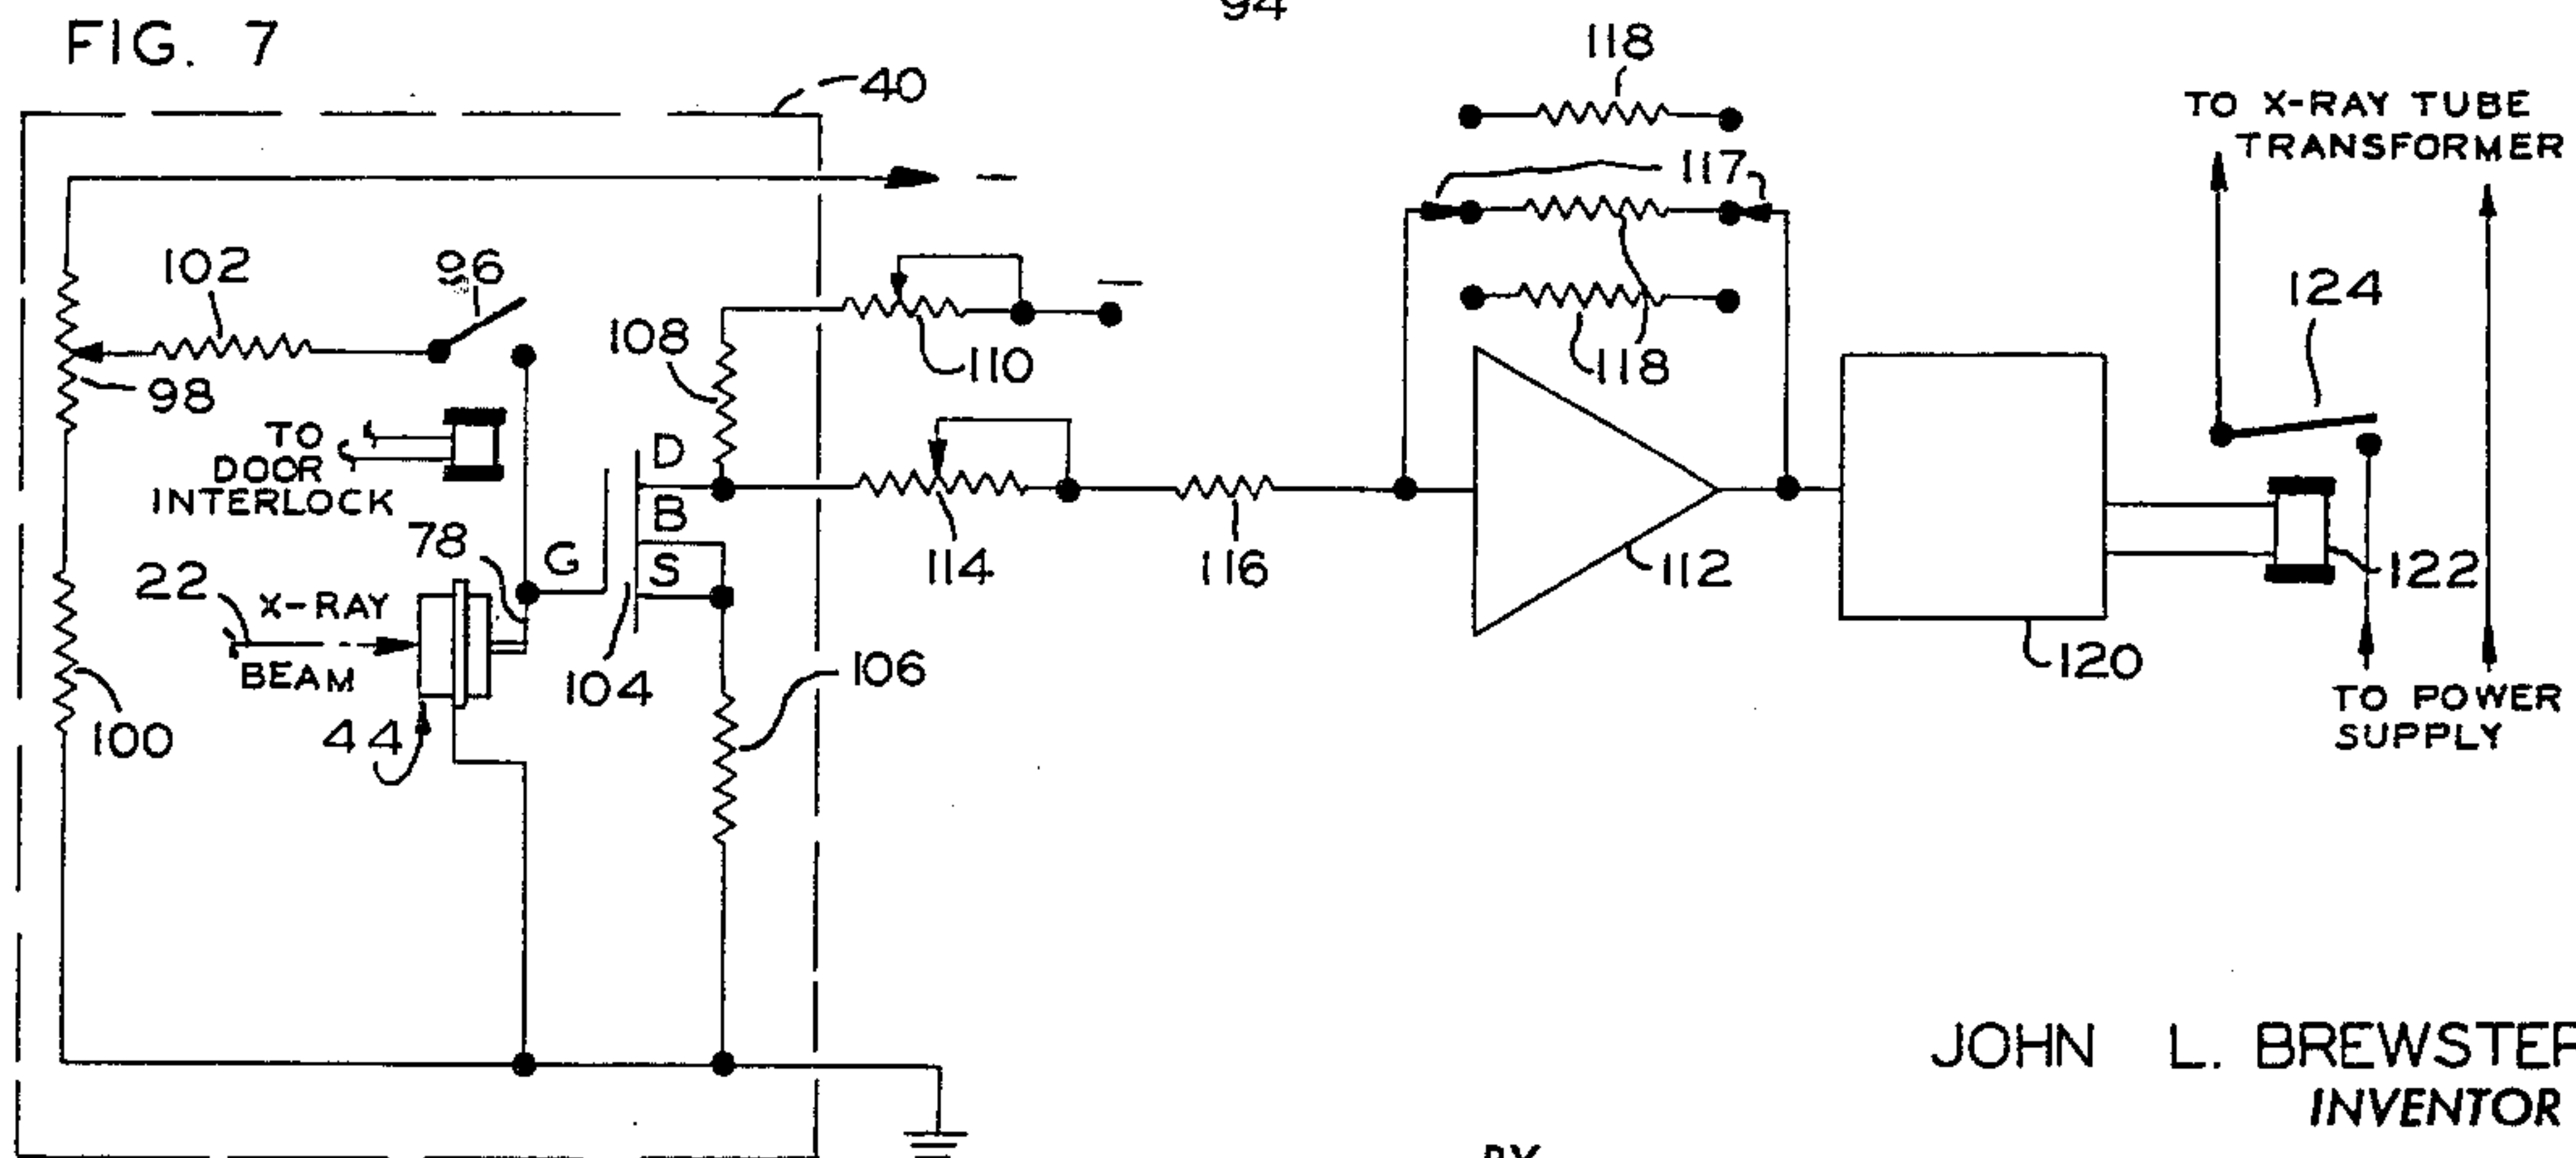 94
FIG. 7
40
118
TO X-RAY TUBE
TRANSFORMER
117
102
96
124
108
110
118
98
TO
DOOR
INTERLOCK
D
B
S
G
78
114
116
112
122
22
X-RAY
BEAM
104
106
120
TO POWER
SUPPLY
100
44
JOHN L. BREWSTER
INVENTOR
BY